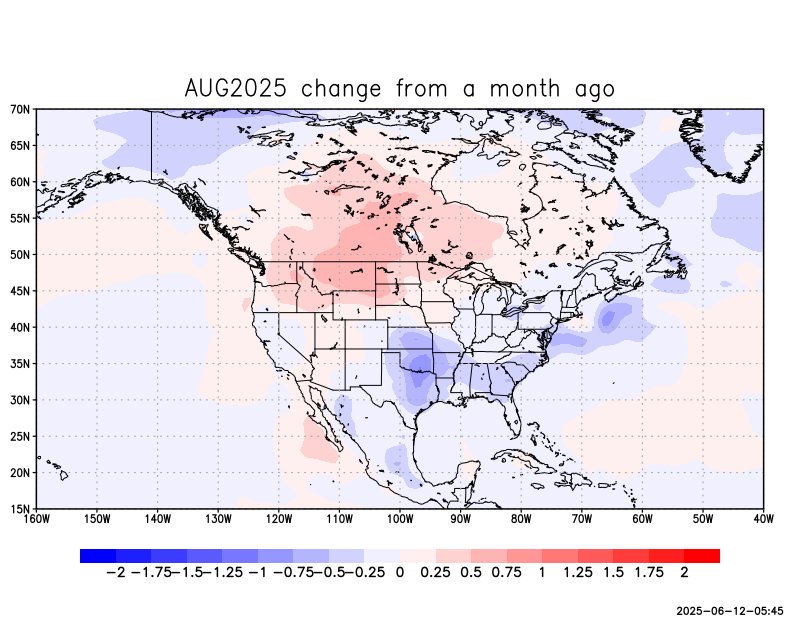 AUG2025 change from a month ago
70N
65N
60N
55N
50N
45N
40N
35N
30N
25N
20N
15N
160W 150W 140W 130W 120W 110W 100W 90W 80W 70W 60W 50W 40W
-2 -1.75 -1.5 -1.25 -1 -0.75 -0.5 -0.25 0 0.25 0.5 0.75 1 1.25 1.5 1.75 2
2025-06-12-05:45